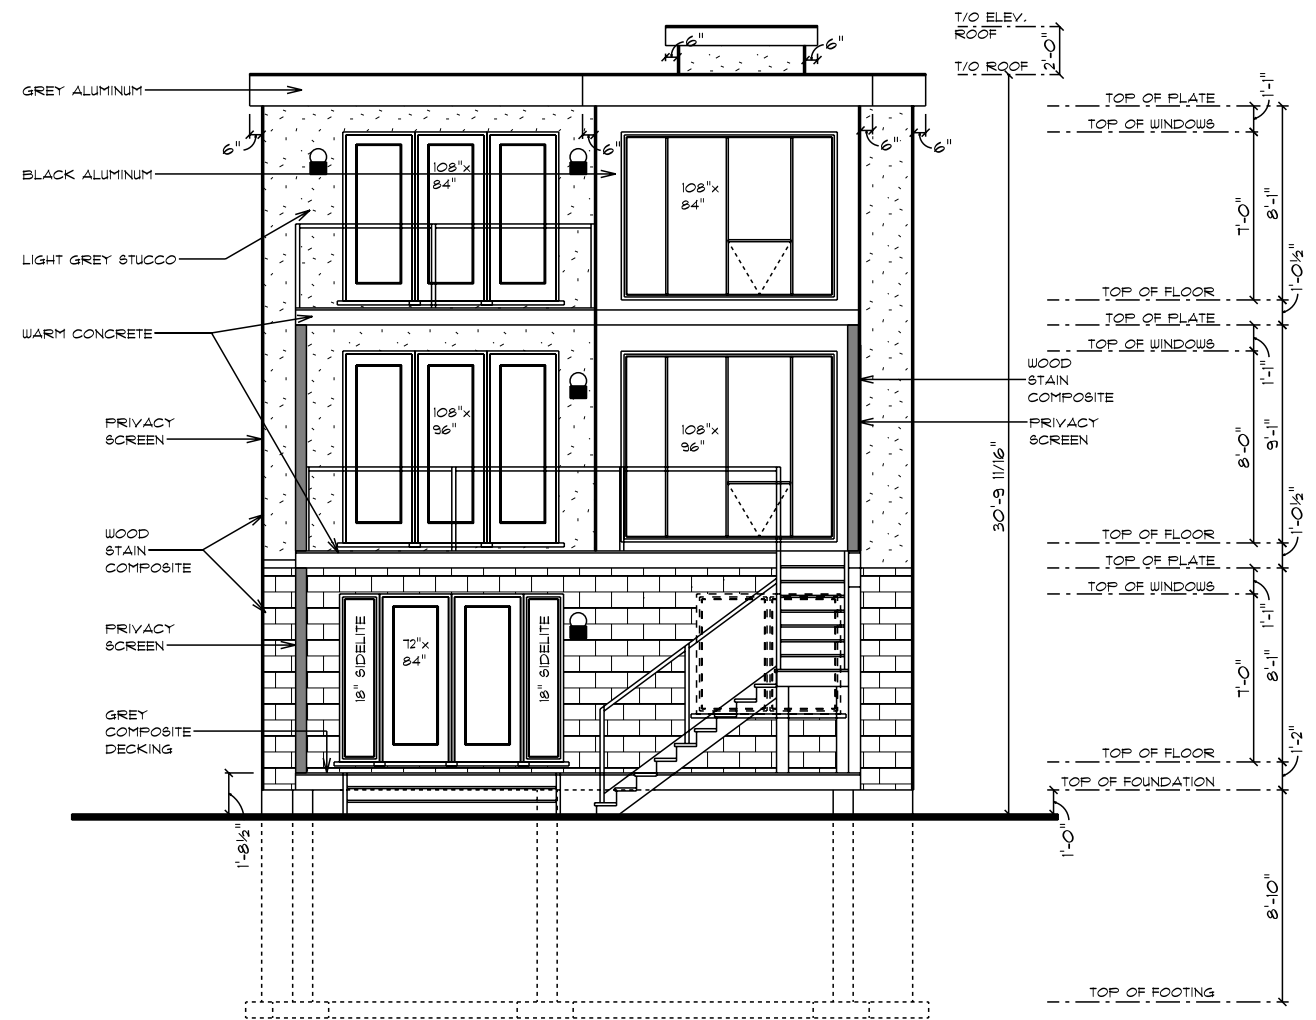 T/O ELEV.
ROOF
2'-0"
T/O ROOF
6"
6"
GREY ALUMINUM
TOP OF PLATE
1'-1"
TOP OF WINDOWS
6"
6"
6"
6"
BLACK ALUMINUM
108"x
84"
108"x
84"
7'-0"
8'-1"
LIGHT GREY STUCCO
1'-0½"
TOP OF FLOOR
TOP OF PLATE
WARM CONCRETE
TOP OF WINDOWS
1'-1"
WOOD
STAIN
COMPOSITE
PRIVACY
SCREEN
108"x
96"
108"x
96"
PRIVACY
SCREEN
8'-0"
9'-1"
30'-9 11/16"
1'-0½"
WOOD
STAIN
COMPOSITE
TOP OF FLOOR
TOP OF PLATE
TOP OF WINDOWS
1'-1"
PRIVACY
SCREEN
18" SIDELITE
72"x
84"
18" SIDELITE
7'-0"
8'-1"
GREY
COMPOSITE
DECKING
1'-2"
TOP OF FLOOR
TOP OF FOUNDATION
1'-8½"
1'-0"
8'-10"
TOP OF FOOTING